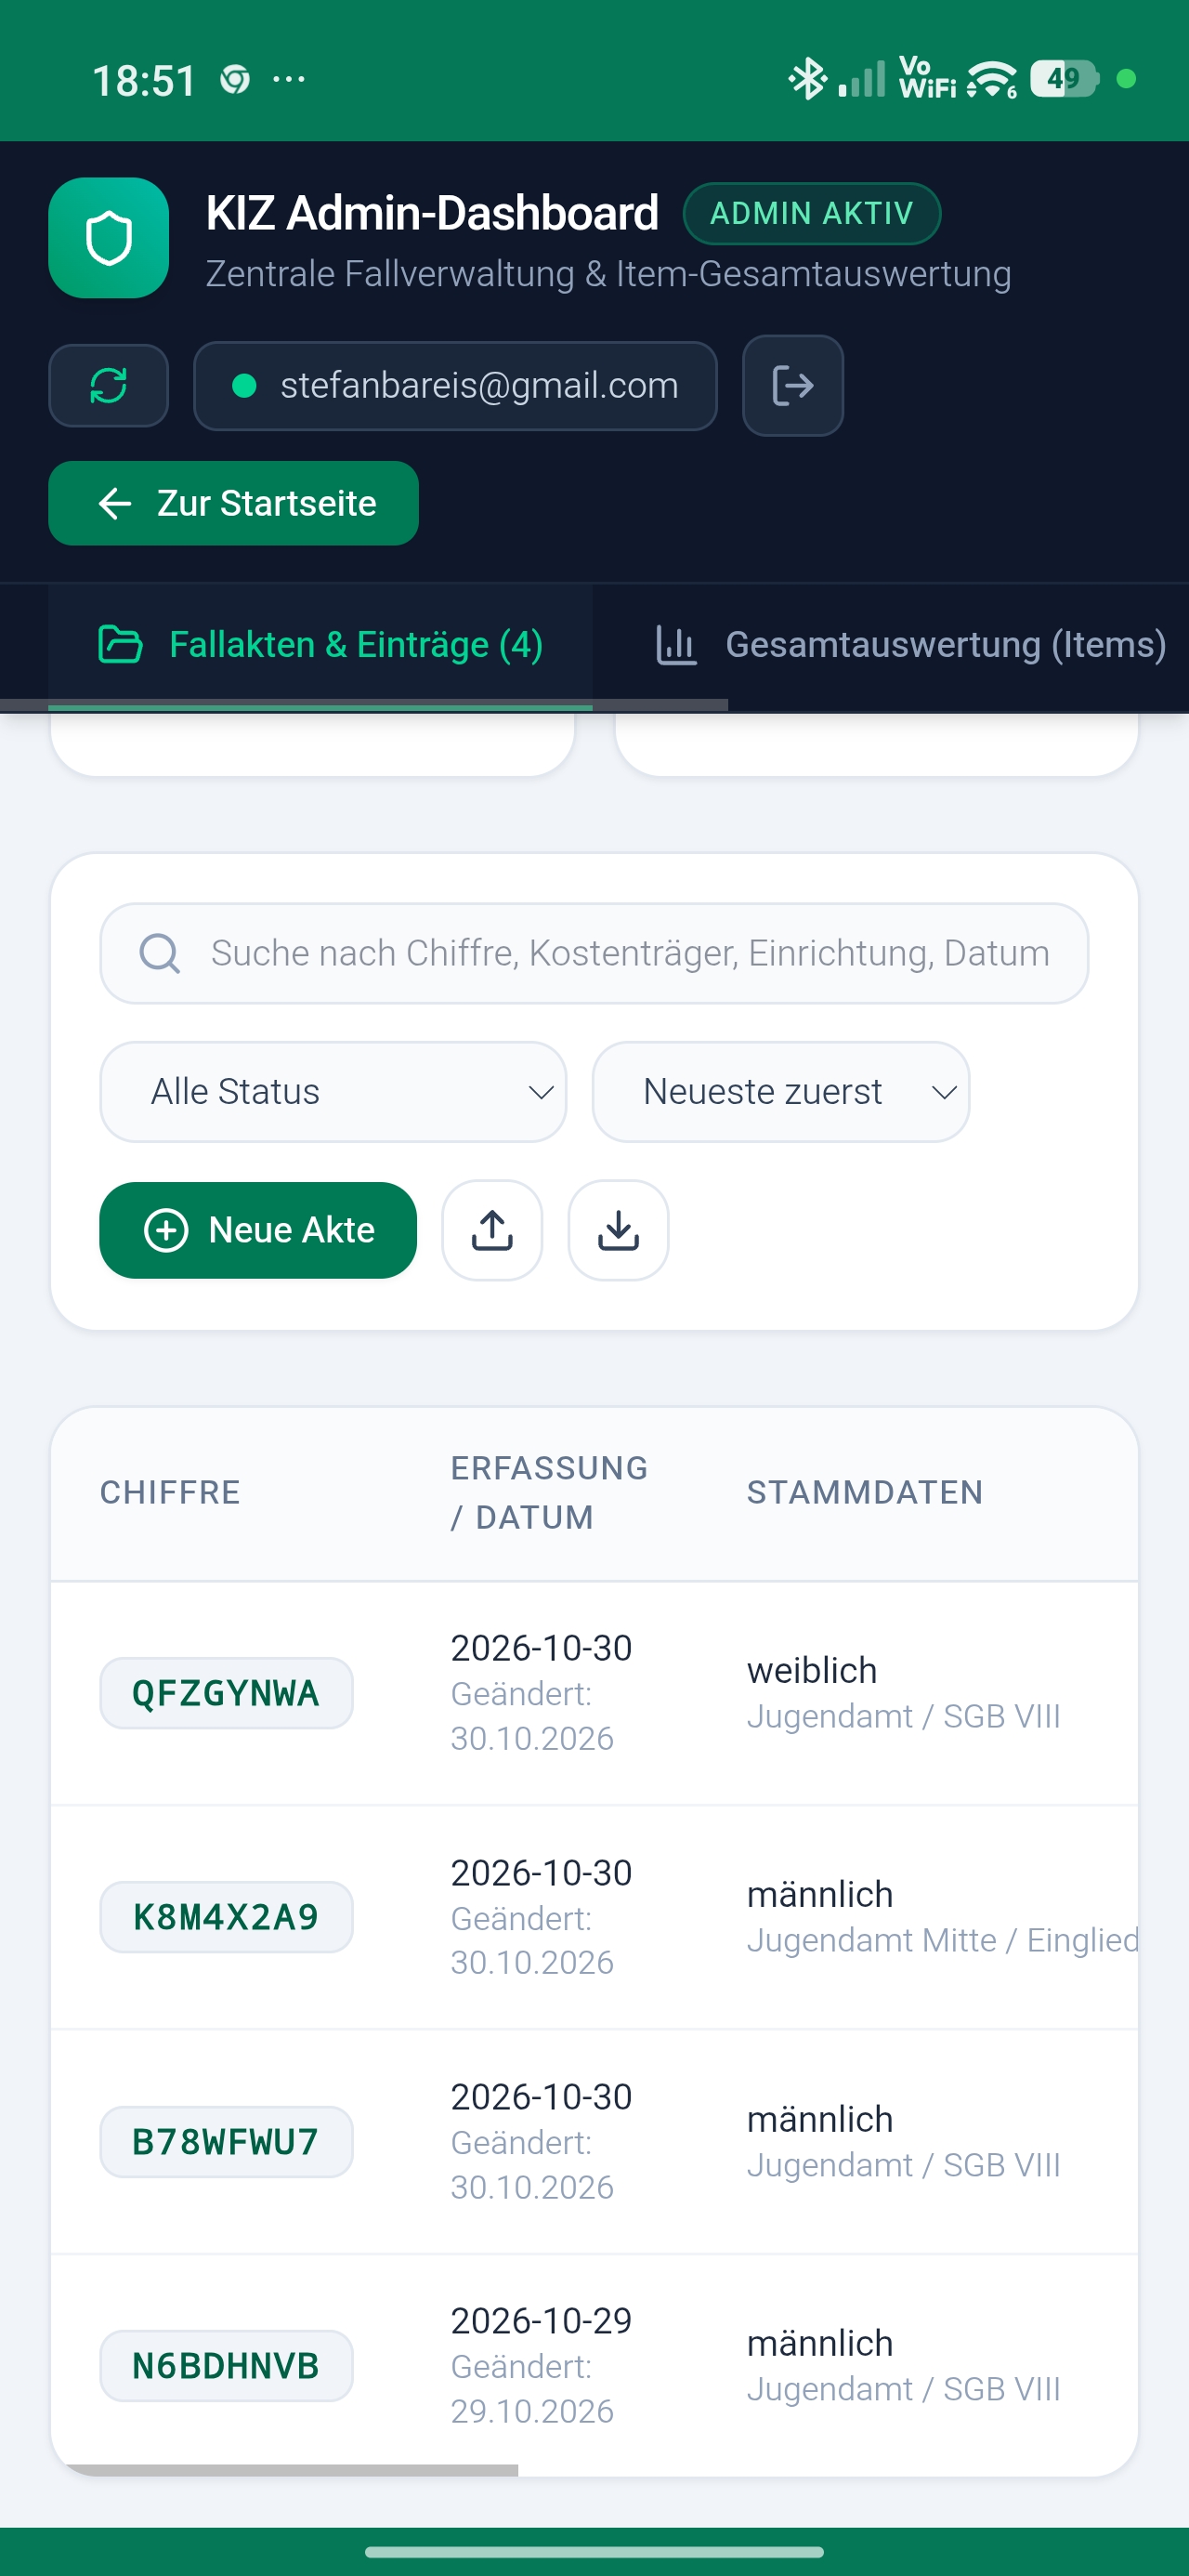 18:51 ...
Vo
WiFi
6
49
KIZ Admin-Dashboard
ADMIN AKTIV
Zentrale Fallverwaltung & Item-Gesamtauswertung
stefanbareis@gmail.com
Zur Startseite
Fallakten & Einträge (4)
Gesamtauswertung (Items)
Suche nach Chiffre, Kostenträger, Einrichtung, Datum
Alle Status
Neueste zuerst
Neue Akte
CHIFFRE
ERFASSUNG
/ DATUM
STAMMDATEN
QFZGYNWA
2026-10-30
Geändert:
30.10.2026
weiblich
Jugendamt / SGB VIII
K8M4X2A9
2026-10-30
Geändert:
30.10.2026
männlich
Jugendamt Mitte / Einglied
B78WFWU7
2026-10-30
Geändert:
30.10.2026
männlich
Jugendamt / SGB VIII
N6BDHNVB
2026-10-29
Geändert:
29.10.2026
männlich
Jugendamt / SGB VIII